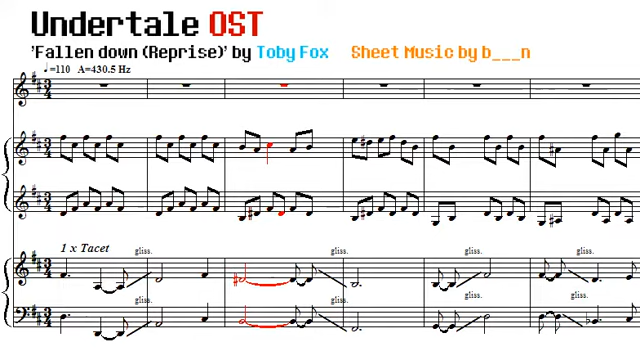 Undertale OST
'Fallen down (Reprise)' by Toby Fox Sheet Music by b___n
♩=110 A=430.5 Hz
1 x Tacet
gliss. gliss. gliss.
gliss. gliss. gliss.